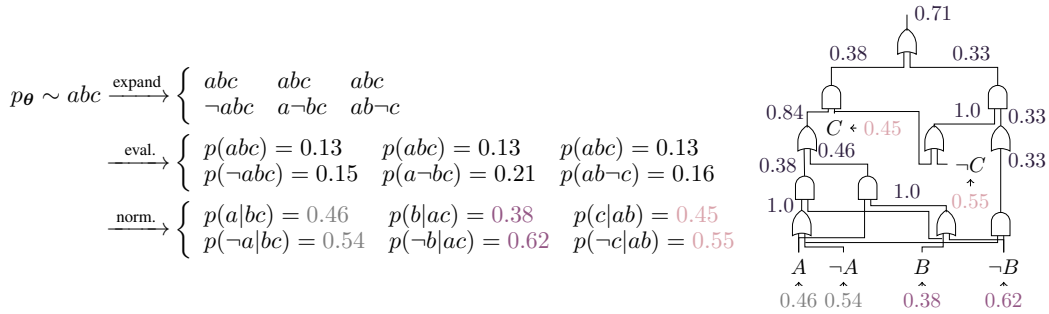 p_θ ∼ abc expand { abc abc abc
¬abc a¬bc ab¬c
eval. { p(abc) = 0.13 p(abc) = 0.13 p(abc) = 0.13
p(¬abc) = 0.15 p(a¬bc) = 0.21 p(ab¬c) = 0.16
norm. { p(a|bc) = 0.46 p(b|ac) = 0.38 p(c|ab) = 0.45
p(¬a|bc) = 0.54 p(¬b|ac) = 0.62 p(¬c|ab) = 0.55
0.71
0.38 0.33
0.84 1.0 0.33
C 0.45
0.38 0.46 ¬C 0.33
1.0 1.0 0.55
A ¬A B ¬B
0.46 0.54 0.38 0.62